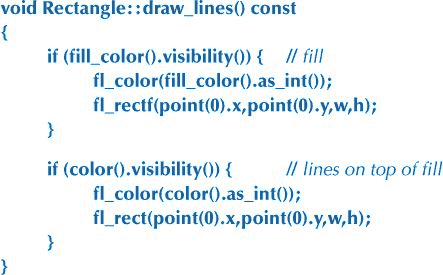 void Rectangle::draw_lines() const
{
if (fill_color().visibility()) { // fill
fl_color(fill_color().as_int());
fl_rectf(point(0).x,point(0).y,w,h);
}
if (color().visibility()) { // lines on top of fill
fl_color(color().as_int());
fl_rect(point(0).x,point(0).y,w,h);
}
}